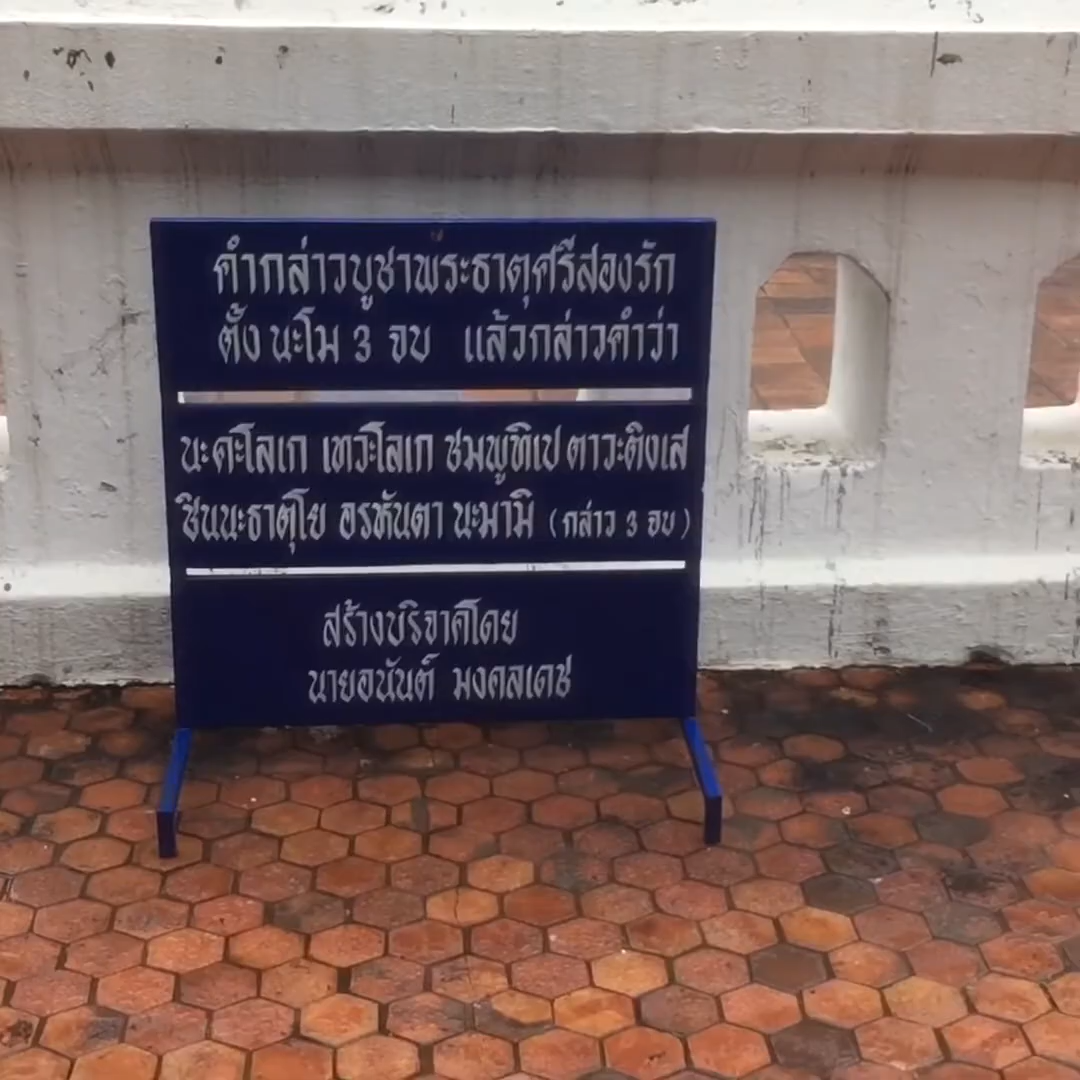 คำกล่าวบูชาพระธาตุศรีสองรัก
ตั้ง นะโม 3 จบ แล้วกล่าวคำว่า
นะคะโลเก เทวะโลเก ชมพูทิเป ตาวะติงเส
ชินนะธาตุโย อรหันตา นะมามิ (กล่าว 3 จบ)
สร้างบริจาคโดย
นายอนันต์ มงคลเดช